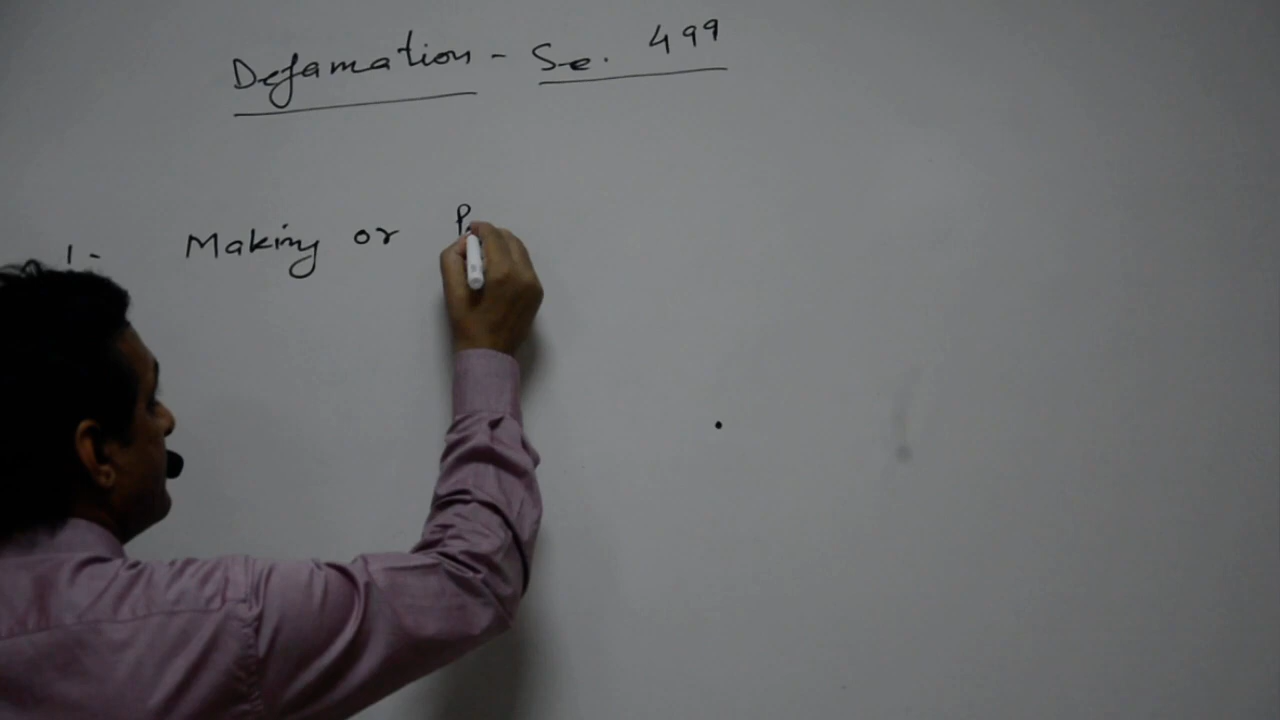 Defamation - Se. 499
1- Making or P